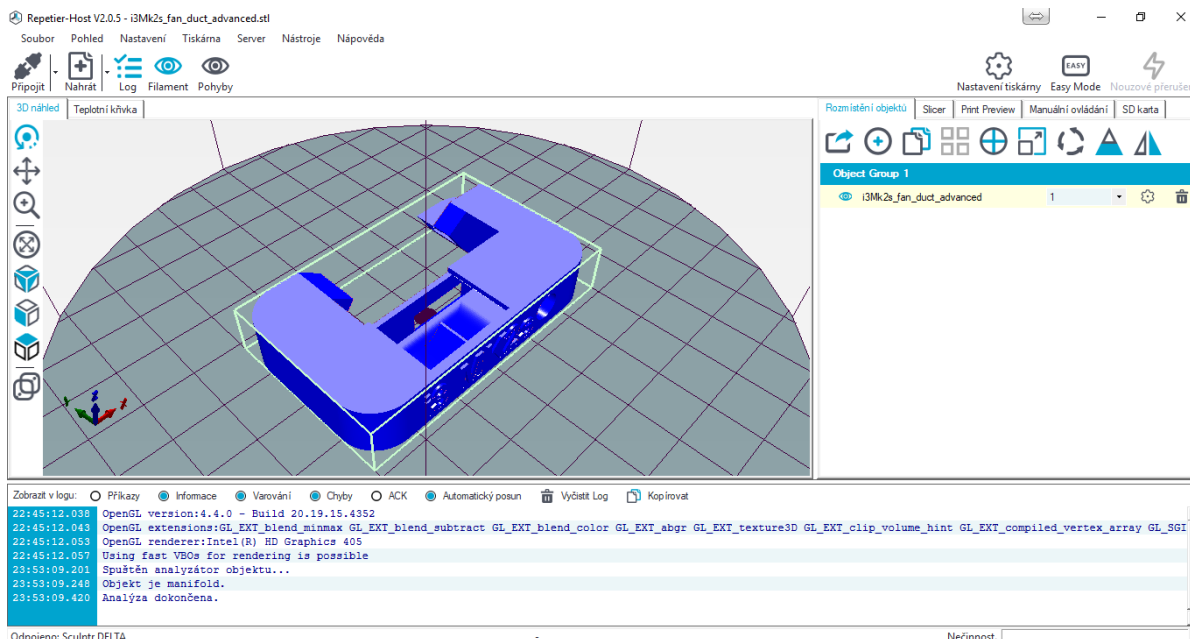 Repetier-Host V2.0.5 - i3Mk2s_fan_duct_advanced.stl
Soubor Pohled Nastavení Tiskárna Server Nástroje Nápověda
Připojit Nahrát Log Filament Pohyby Nastavení tiskárny EASY Easy Mode Nouzové přerušen
3D náhled Teplotní křivka Rozmístění objektů Slicer Print Preview Manuální ovládání SD karta
Object Group 1
i3Mk2s_fan_duct_advanced 1
Zobrazit v logu: Příkazy Informace Varování Chyby ACK Automatický posun Vyčistit Log Kopírovat
22:45:12.038 OpenGL version:4.4.0 - Build 20.19.15.4352
22:45:12.043 OpenGL extensions:GL_EXT_blend_minmax GL_EXT_blend_subtract GL_EXT_blend_color GL_EXT_abgr GL_EXT_texture3D GL_EXT_clip_volume_hint GL_EXT_compiled_vertex_array GL_SGI
22:45:12.053 OpenGL renderer:Intel(R) HD Graphics 405
22:45:12.057 Using fast VBOs for rendering is possible
23:53:09.201 Spuštěn analyzátor objektu...
23:53:09.248 Objekt je manifold.
23:53:09.420 Analýza dokončena.
Odpojeno: Sculptr DELTA - Nečinnost